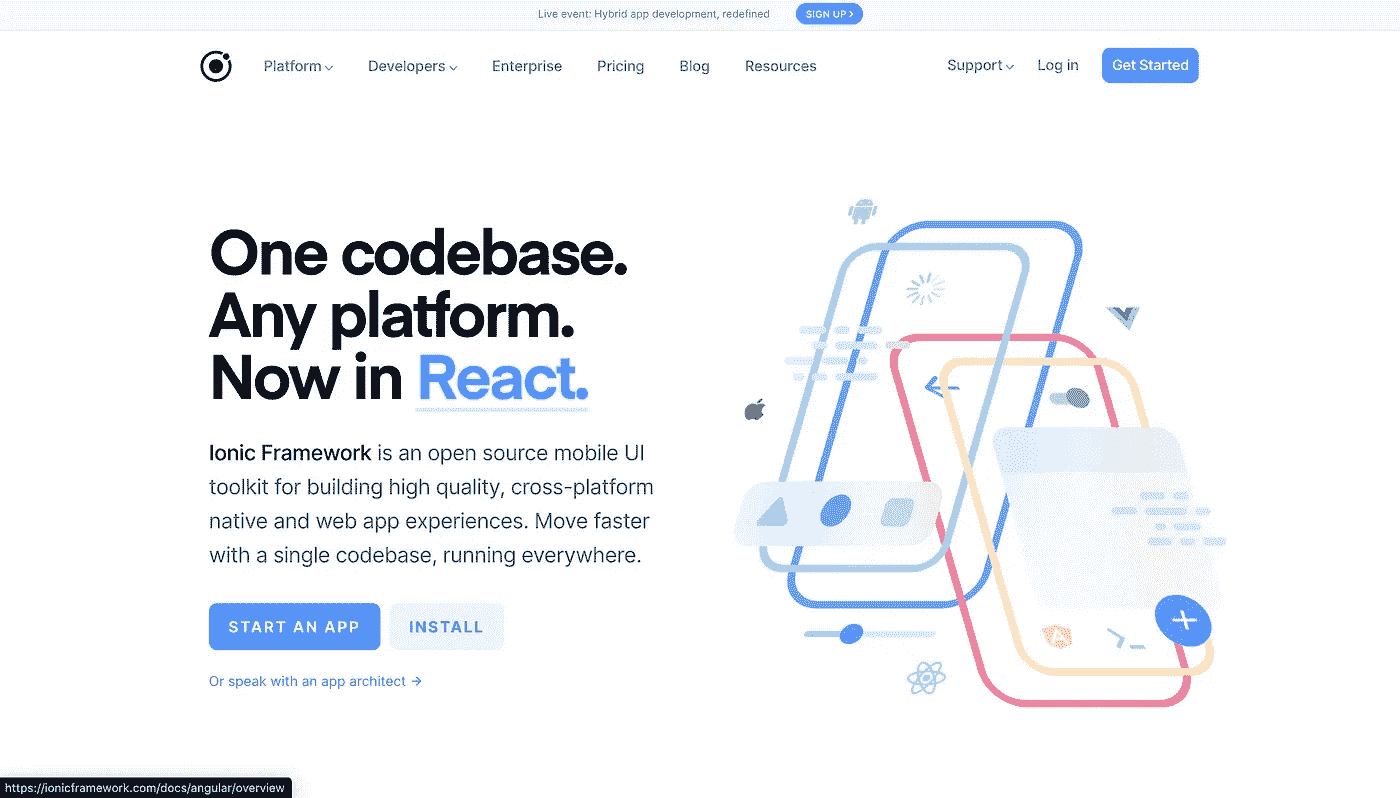 Live event: Hybrid app development, redefined SIGN UP >
Platform Developers Enterprise Pricing Blog Resources Support Log in Get Started
One codebase.
Any platform.
Now in React.
Ionic Framework is an open source mobile UI
toolkit for building high quality, cross-platform
native and web app experiences. Move faster
with a single codebase, running everywhere.
START AN APP INSTALL
Or speak with an app architect →
https://ionicframework.com/docs/angular/overview